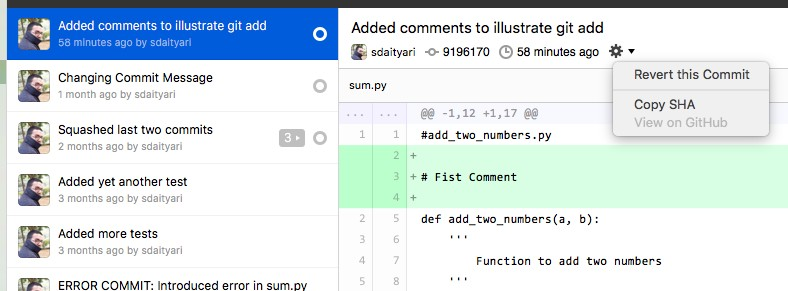 Added comments to illustrate git add
58 minutes ago by sdaityari
Changing Commit Message
1 month ago by sdaityari
Squashed last two commits
2 months ago by sdaityari
3
Added yet another test
3 months ago by sdaityari
Added more tests
3 months ago by sdaityari
ERROR COMMIT: Introduced error in sum.py
Added comments to illustrate git add
sdaityari 9196170 58 minutes ago
Revert this Commit
Copy SHA
View on GitHub
sum.py
... ... @@ -1,12 +1,17 @@
1 1 #add_two_numbers.py
2 +
3 + # Fist Comment
4 +
2 5 def add_two_numbers(a, b):
3 6 '''
4 7 Function to add two numbers
5 8 '''